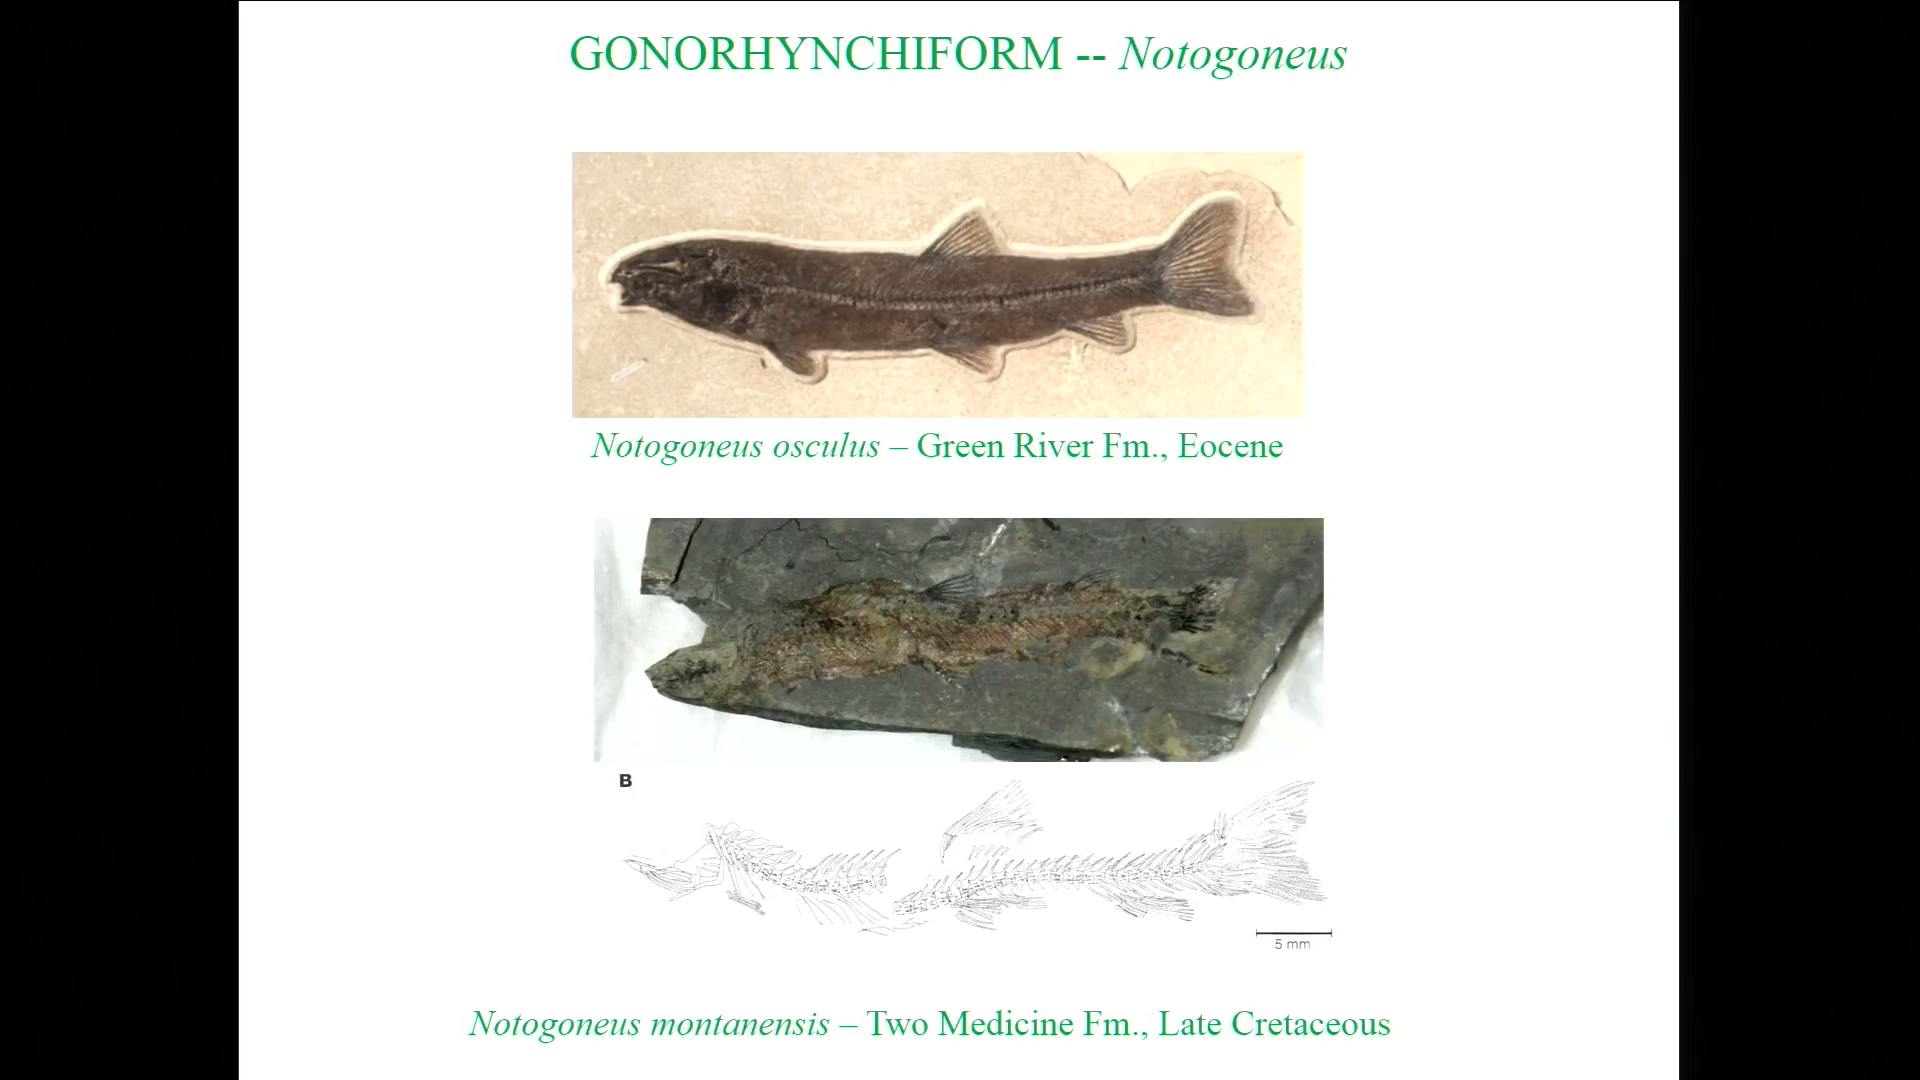 GONORHYNCHIFORM -- Notogoneus
Notogoneus osculus – Green River Fm., Eocene
B
5 mm
Notogoneus montanensis – Two Medicine Fm., Late Cretaceous